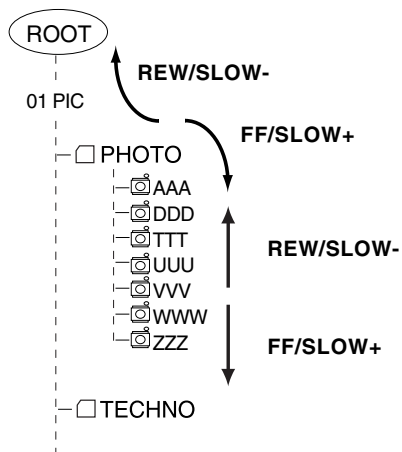 ROOT
REW/SLOW-
01 PIC
FF/SLOW+
PHOTO
AAA
DDD
TTT
UUU
VVV
WWW
ZZZ
REW/SLOW-
FF/SLOW+
TECHNO